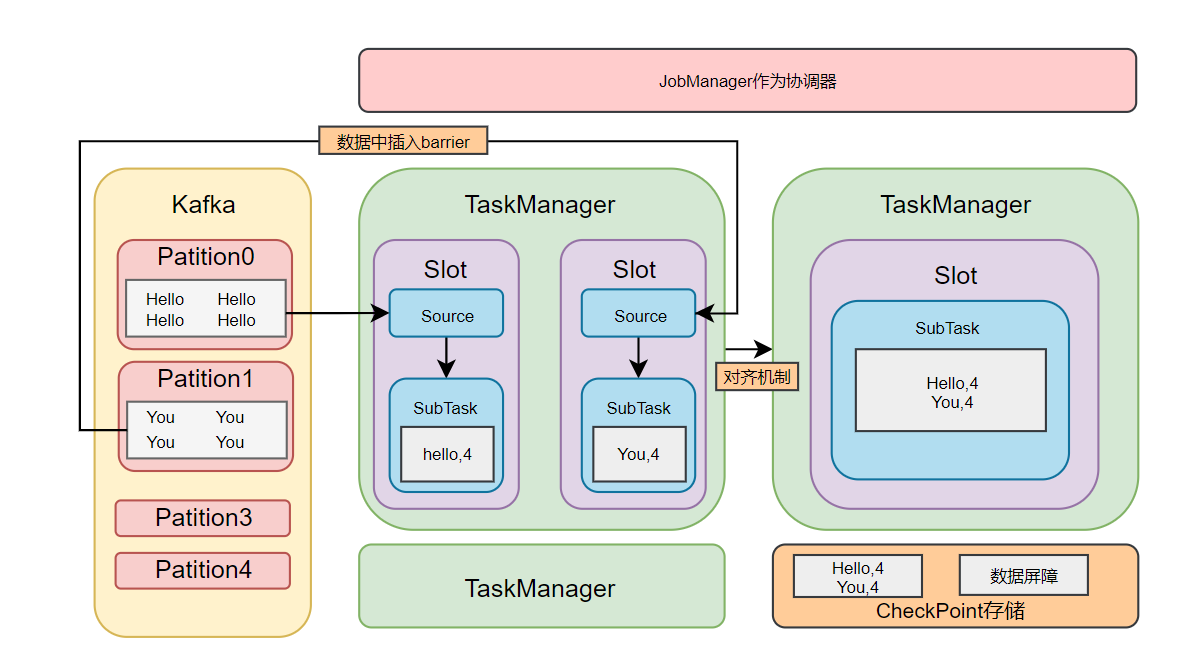 JobManager作为协调器
数据中插入barrier
Kafka
Patition0
Hello Hello
Hello Hello
Patition1
You You
You You
Patition3
Patition4
TaskManager
Slot
Source
SubTask
hello,4
Slot
Source
SubTask
You,4
对齐机制
TaskManager
Slot
SubTask
Hello,4
You,4
TaskManager
Hello,4
You,4
数据屏障
CheckPoint存储